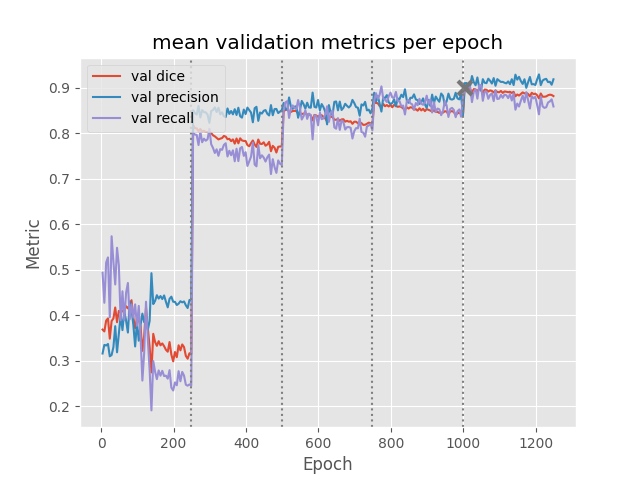 mean validation metrics per epoch
val dice
val precision
val recall
0.9
0.8
0.7
0.6
0.5
0.4
0.3
0.2
Metric
0 200 400 600 800 1000 1200
Epoch